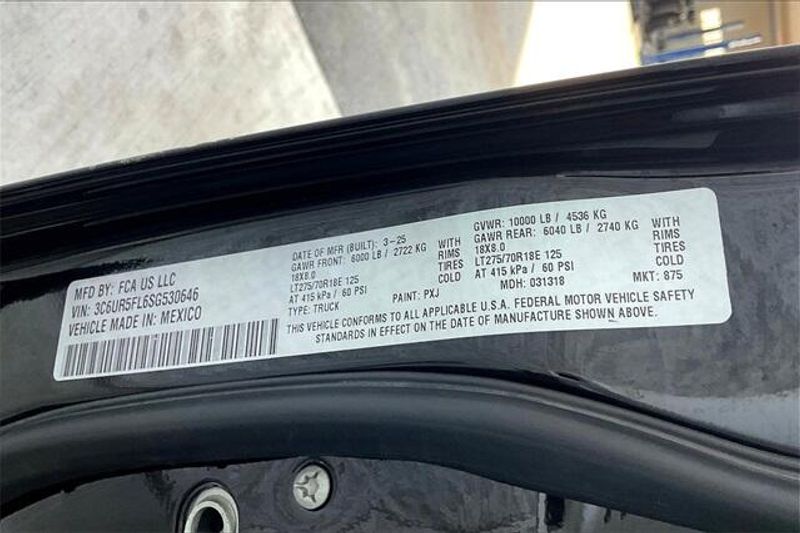 MFD BY: FCA US LLC
VIN: 3C6UR5FL6SG530646
VEHICLE MADE IN: MEXICO
DATE OF MFR (BUILT): 3-25
GAWR FRONT: 6000 LB / 2722 KG WITH
18X8.0 RIMS
LT275/70R18E 125 TIRES
AT 415 kPa / 60 PSI COLD
TYPE: TRUCK PAINT: PXJ
GVWR: 10000 LB / 4536 KG
GAWR REAR: 6040 LB / 2740 KG WITH
18X8.0 RIMS
LT275/70R18E 125 TIRES
AT 415 kPa / 60 PSI COLD
MDH: 031318 MKT: 875
THIS VEHICLE CONFORMS TO ALL APPLICABLE U.S.A. FEDERAL MOTOR VEHICLE SAFETY
STANDARDS IN EFFECT ON THE DATE OF MANUFACTURE SHOWN ABOVE.